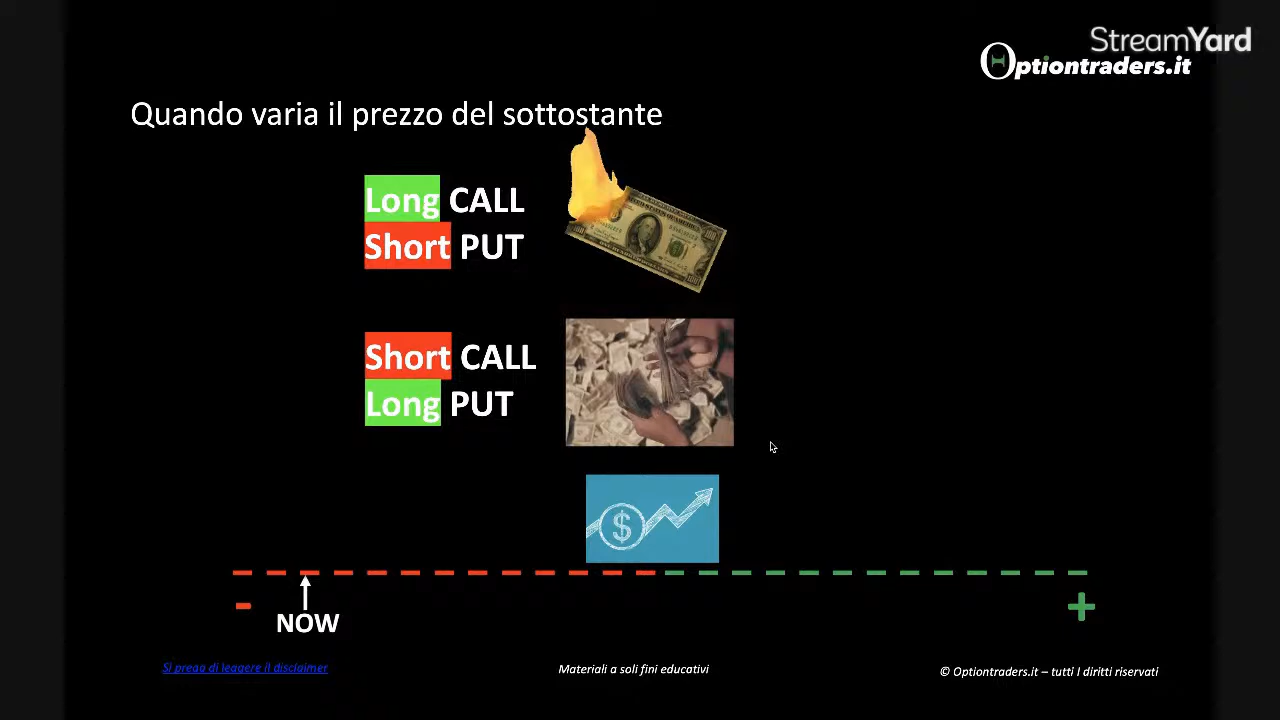 StreamYard
Optiontraders.it
Quando varia il prezzo del sottostante
Long CALL
Short PUT
Short CALL
Long PUT
$
- NOW +
Si prega di leggere il disclaimer
Materiali a soli fini educativi
© Optiontraders.it – tutti I diritti riservati